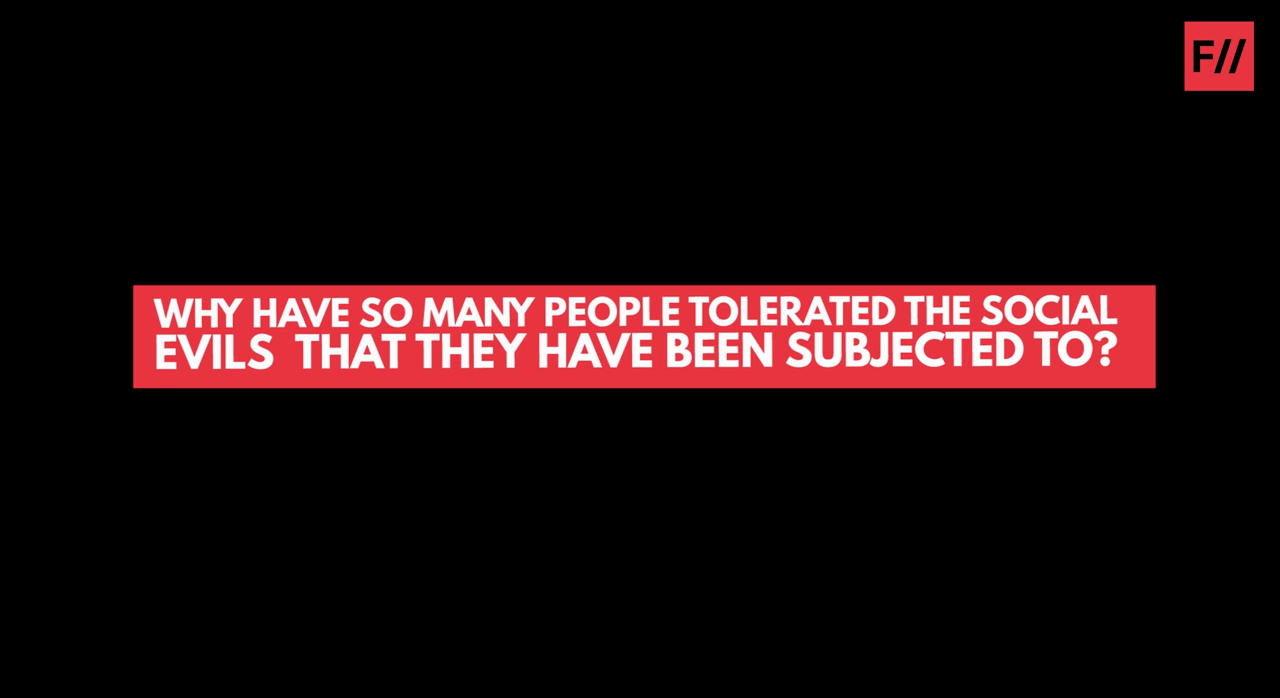 F//
WHY HAVE SO MANY PEOPLE TOLERATED THE SOCIAL
EVILS THAT THEY HAVE BEEN SUBJECTED TO?